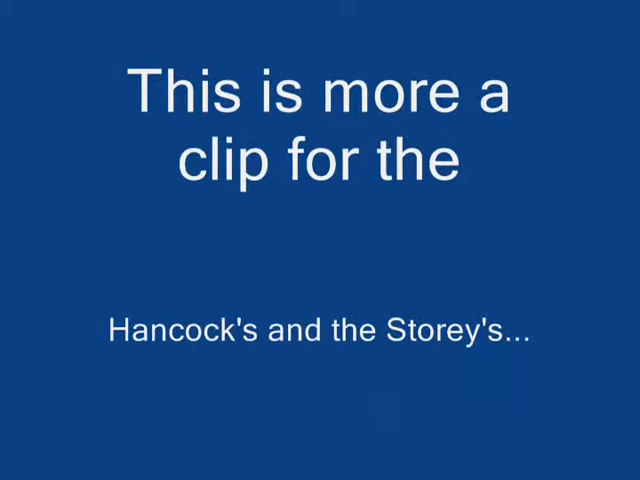 This is more a
clip for the
Hancock's and the Storey's...